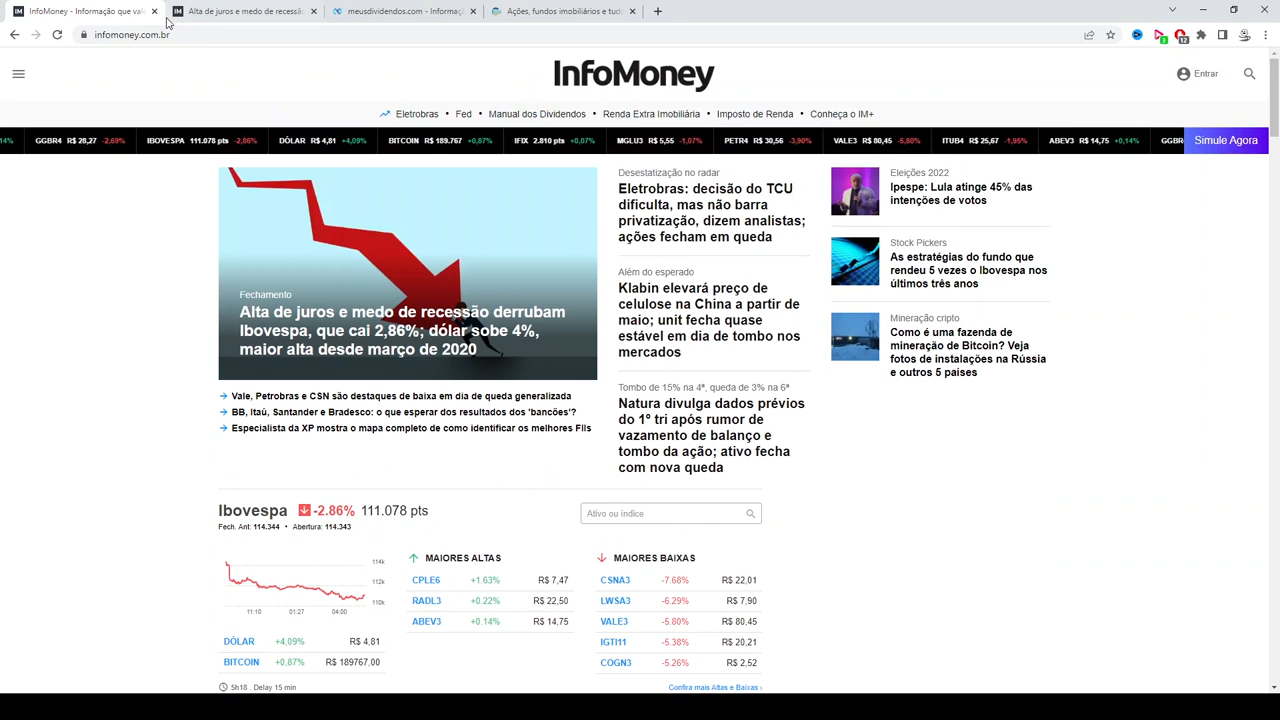 InfoMoney - Informação que val
Alta de juros e medo de recessã
meusdividendos.com - Informaç
Ações, fundos imobiliários e tud
infomoney.com.br
3
12
InfoMoney
Entrar
Eletrobras • Fed • Manual dos Dividendos • Renda Extra Imobiliária • Imposto de Renda • Conheça o IM+
14% GGBR4 R$ 28,27 -2,69% IBOVESPA 111.078 pts -2,86% DÓLAR R$ 4,81 +4,09% BITCOIN R$ 189.767 +0,87% IFIX 2.810 pts +0,07% MGLU3 R$ 5,55 -1,07% PETR4 R$ 30,56 -3,90% VALE3 R$ 80,45 -5,80% ITUB4 R$ 25,67 -1,95% ABEV3 R$ 14,75 +0,14% GGBR Simule Agora
Fechamento
Alta de juros e medo de recessão derrubam
Ibovespa, que cai 2,86%; dólar sobe 4%,
maior alta desde março de 2020
Vale, Petrobras e CSN são destaques de baixa em dia de queda generalizada
BB, Itaú, Santander e Bradesco: o que esperar dos resultados dos 'bancões'?
Especialista da XP mostra o mapa completo de como identificar os melhores FIIs
Desestatização no radar
Eletrobras: decisão do TCU
dificulta, mas não barra
privatização, dizem analistas;
ações fecham em queda
Além do esperado
Klabin elevará preço de
celulose na China a partir de
maio; unit fecha quase
estável em dia de tombo nos
mercados
Tombo de 15% na 4ª, queda de 3% na 6ª
Natura divulga dados prévios
do 1º tri após rumor de
vazamento de balanço e
tombo da ação; ativo fecha
com nova queda
Eleições 2022
Ipespe: Lula atinge 45% das
intenções de votos
Stock Pickers
As estratégias do fundo que
rendeu 5 vezes o Ibovespa nos
últimos três anos
Mineração cripto
Como é uma fazenda de
mineração de Bitcoin? Veja
fotos de instalações na Rússia
e outros 5 países
Ibovespa -2.86% 111.078 pts
Fech. Ant: 114.344 • Abertura: 114.343
Ativo ou índice
114k
112k
110k
11:10 01:27 04:00
DÓLAR +4,09% R$ 4,81
BITCOIN +0,87% R$ 189767,00
5h18 . Delay 15 min
MAIORES ALTAS
CPLE6 +1.63% R$ 7,47
RADL3 +0.22% R$ 22,50
ABEV3 +0.14% R$ 14,75
MAIORES BAIXAS
CSNA3 -7.68% R$ 22,01
LWSA3 -6.29% R$ 7,90
VALE3 -5.80% R$ 80,45
IGTI11 -5.38% R$ 20,21
COGN3 -5.26% R$ 2,52
Confira mais Altas e Baixas ›